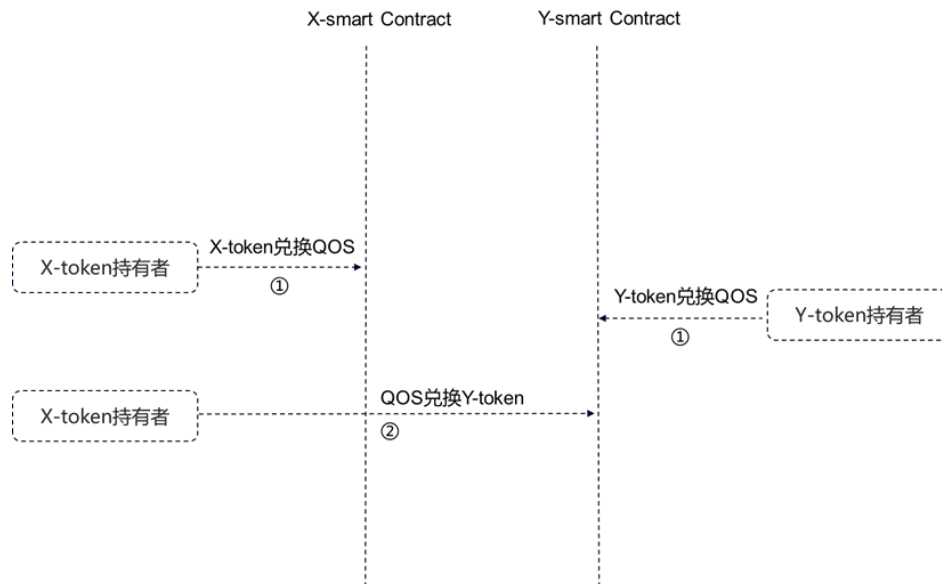 X-smart Contract
Y-smart Contract
X-token兑换QOS
X-token持有者
①
Y-token兑换QOS
Y-token持有者
①
QOS兑换Y-token
X-token持有者
②